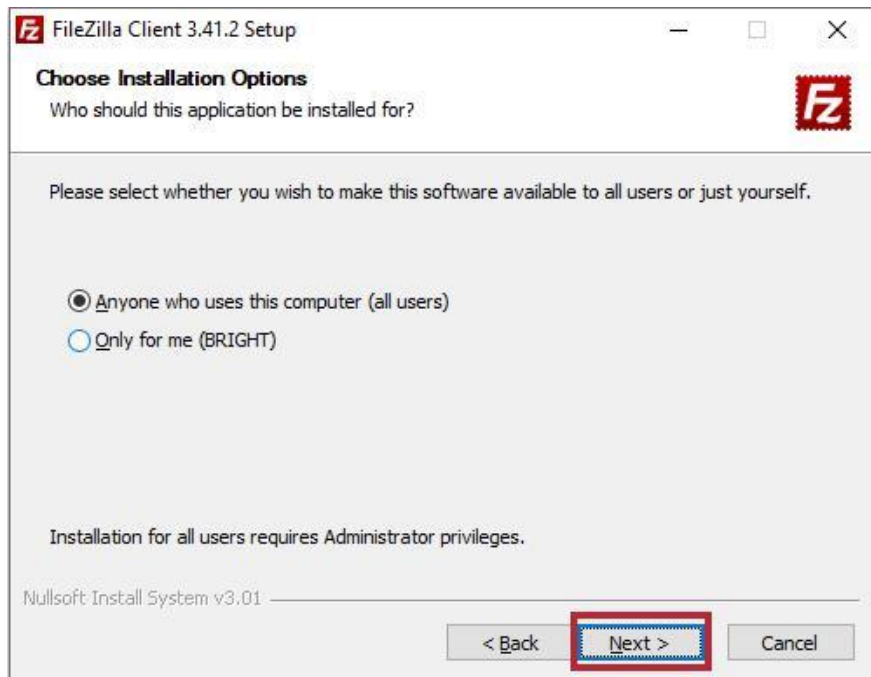 FZ FileZilla Client 3.41.2 Setup
Choose Installation Options
Who should this application be installed for?
FZ
Please select whether you wish to make this software available to all users or just yourself.
Anyone who uses this computer (all users)
Only for me (BRIGHT)
Installation for all users requires Administrator privileges.
Nullsoft Install System v3.01
< Back Next > Cancel